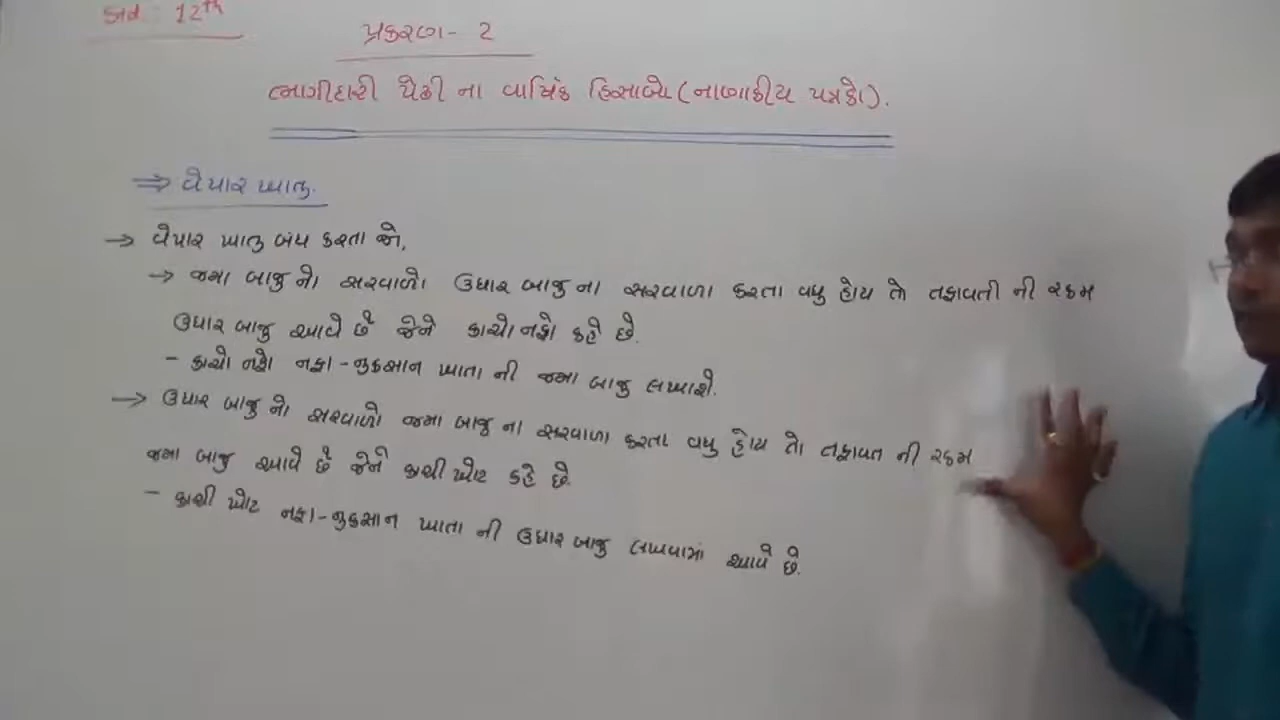 Std : 12th
પ્રકરણ - 2
ભાગીદારી પેઢી ના વાર્ષિક હિસાબો (નાણાકીય પત્રકો).
⇒ વેપાર ખાતુ.
→ વેપાર ખાતુ બંધ કરતા જો,
→ જમા બાજુ નો સરવાળો ઉધાર બાજુ ના સરવાળા કરતા વધુ હોય તો તફાવતી ની રકમ
ઉધાર બાજુ આવે છે જેને કાચો નફો કહે છે.
- કાચો નફો નફા - નુકસાન ખાતા ની જમા બાજુ લખાશે.
→ ઉધાર બાજુ નો સરવાળો જમા બાજુ ના સરવાળા કરતા વધુ હોય તો તફાવત ની રકમ
જમા બાજુ આવે છે જેને કાચી ખોટ કહે છે.
- કાચી ખોટ નફા - નુકસાન ખાતા ની ઉધાર બાજુ લખવામાં આવે છે.